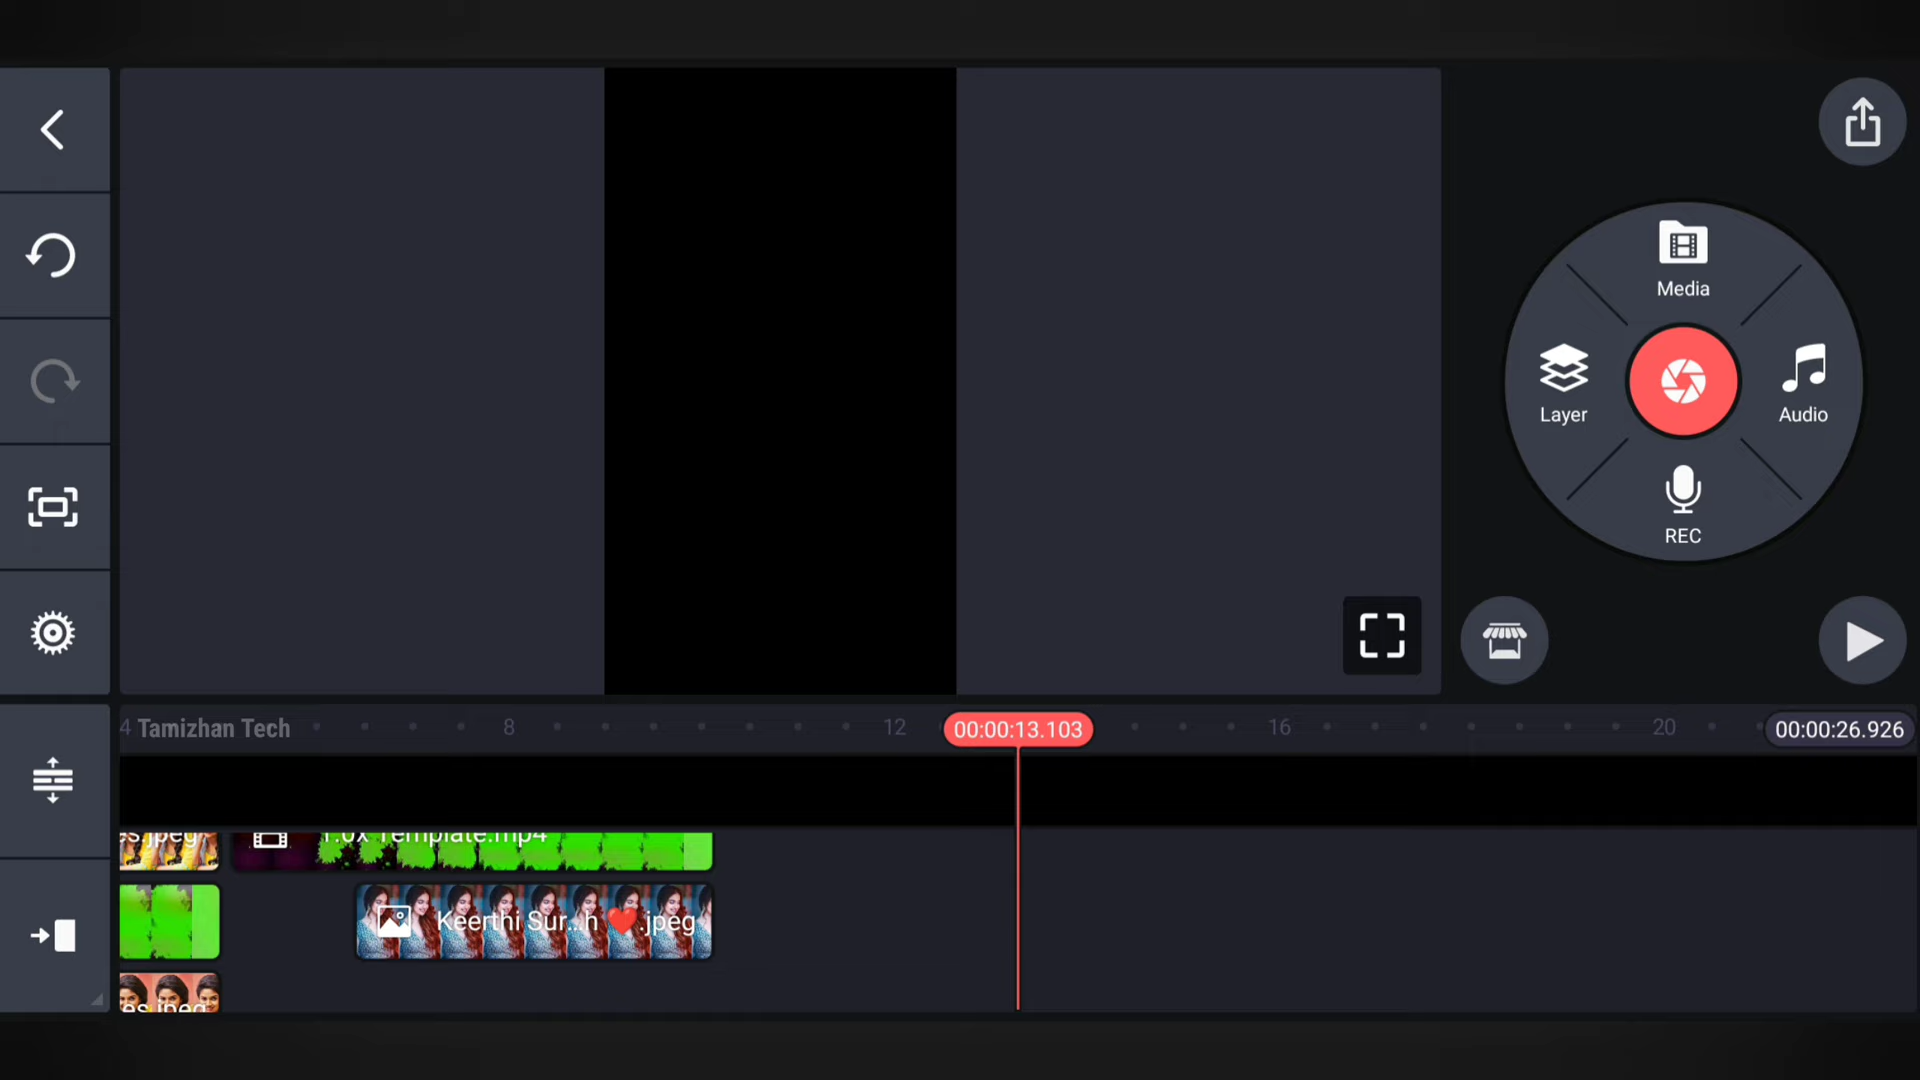 Media
Layer
Audio
REC
4 Tamizhan Tech 8 12 00:00:13.103 16 20 00:00:26.926
es.jpeg 1.0x Template.mp4
Keerthi Sur...h ❤️.jpeg
es.jpeg